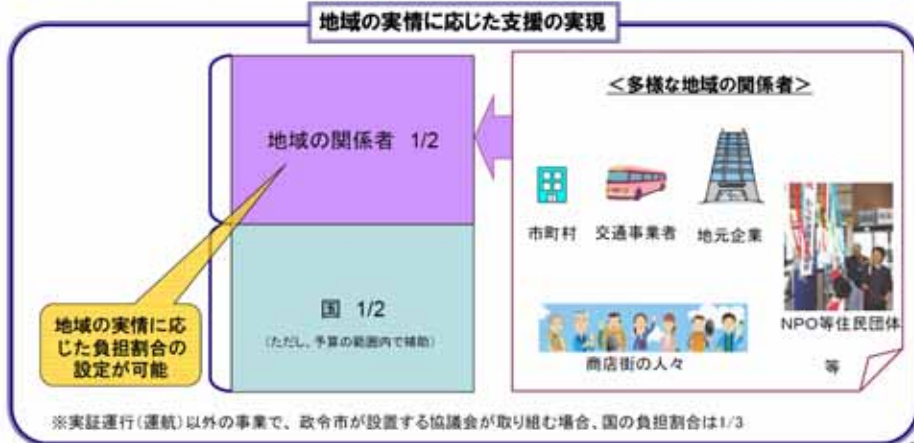 地域の実情に応じた支援の実現
地域の関係者 1/2
国 1/2
(ただし、予算の範囲内で補助)
地域の実情に応
じた負担割合の
設定が可能
＜多様な地域の関係者＞
市町村
交通事業者
地元企業
NPO等住民団体
商店街の人々
等
※実証運行(運航)以外の事業で、政令市が設置する協議会が取り組む場合、国の負担割合は1/3